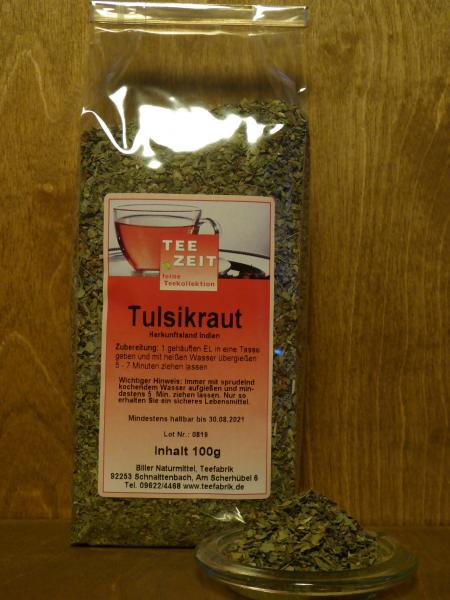 TEE
ZEIT
feine
Teekollektion
Tulsikraut
Herkunftsland Indien
Zubereitung: 1 gehäuften EL in eine Tasse
geben und mit heißen Wasser übergießen
5 - 7 Minuten ziehen lassen
Wichtiger Hinweis: Immer mit sprudelnd
kochendem Wasser aufgießen und min-
destens 5 Min. ziehen lassen. Nur so
erhalten Sie ein sicheres Lebensmittel.
Mindestens haltbar bis 30.08.2021
Lot Nr.: 0819
Inhalt 100g
Biller Naturmittel, Teefabrik
92253 Schnaittenbach, Am Scherhübel 6
Tel. 09622/4468 www.teefabrik.de